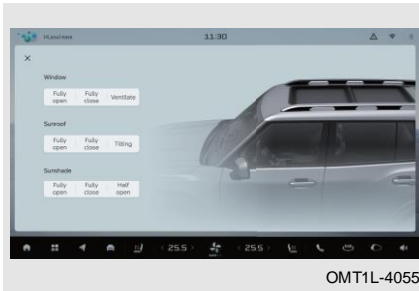 11:30
Window
Fully open
Fully close
Ventilate
Sunroof
Fully open
Fully close
Tilting
Sunshade
Fully open
Fully close
Half open
25.5
25.5
OMT1L-4055